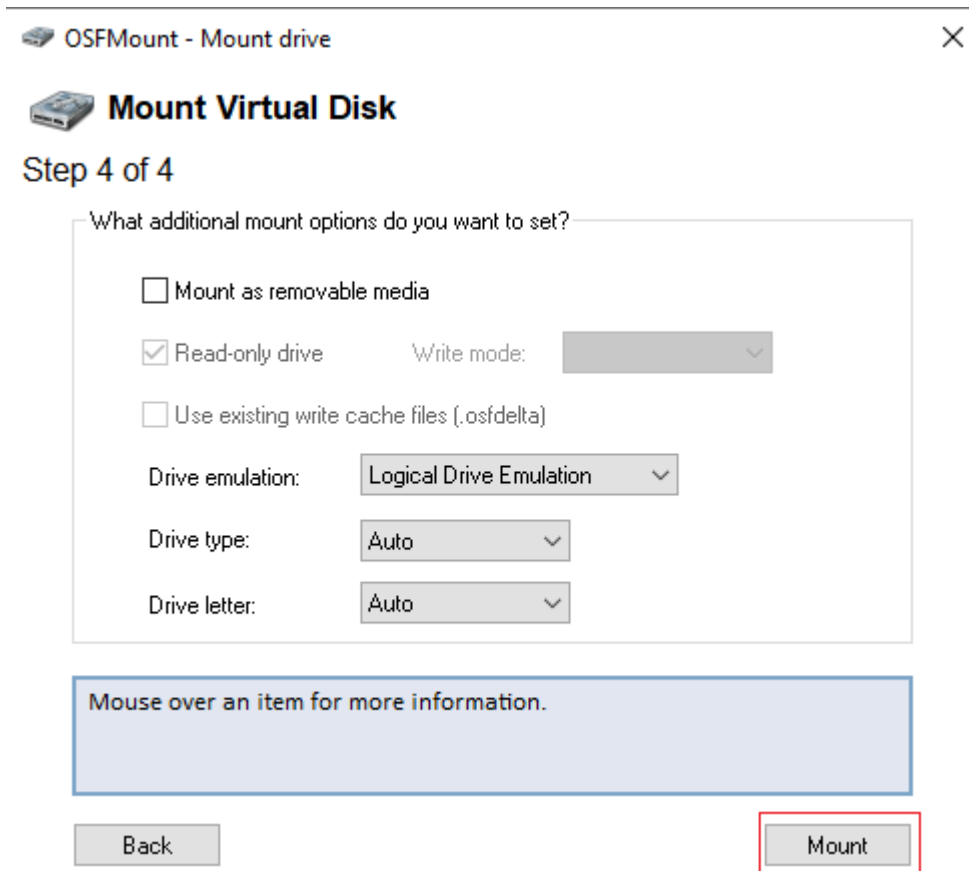 OSFMount - Mount drive
Mount Virtual Disk
Step 4 of 4
What additional mount options do you want to set?
Mount as removable media
Read-only drive Write mode:
Use existing write cache files (.osfdelta)
Drive emulation: Logical Drive Emulation
Drive type: Auto
Drive letter: Auto
Mouse over an item for more information.
Back Mount